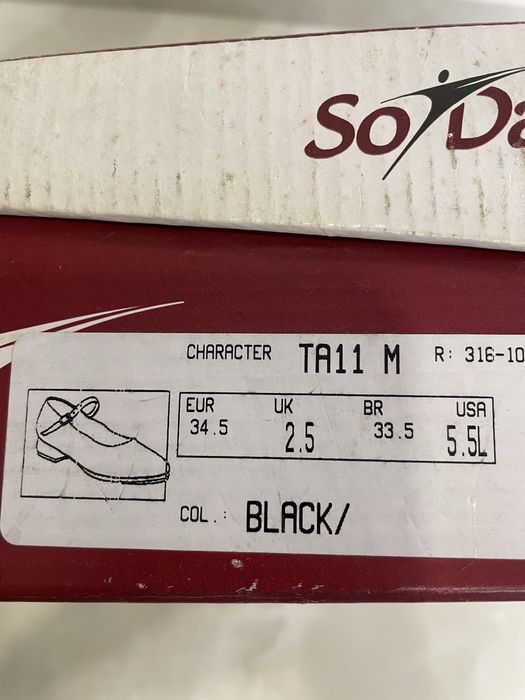 So Da
CHARACTER TA11 M R: 316-10
EUR UK BR USA
34.5 2.5 33.5 5.5L
COL.: BLACK/